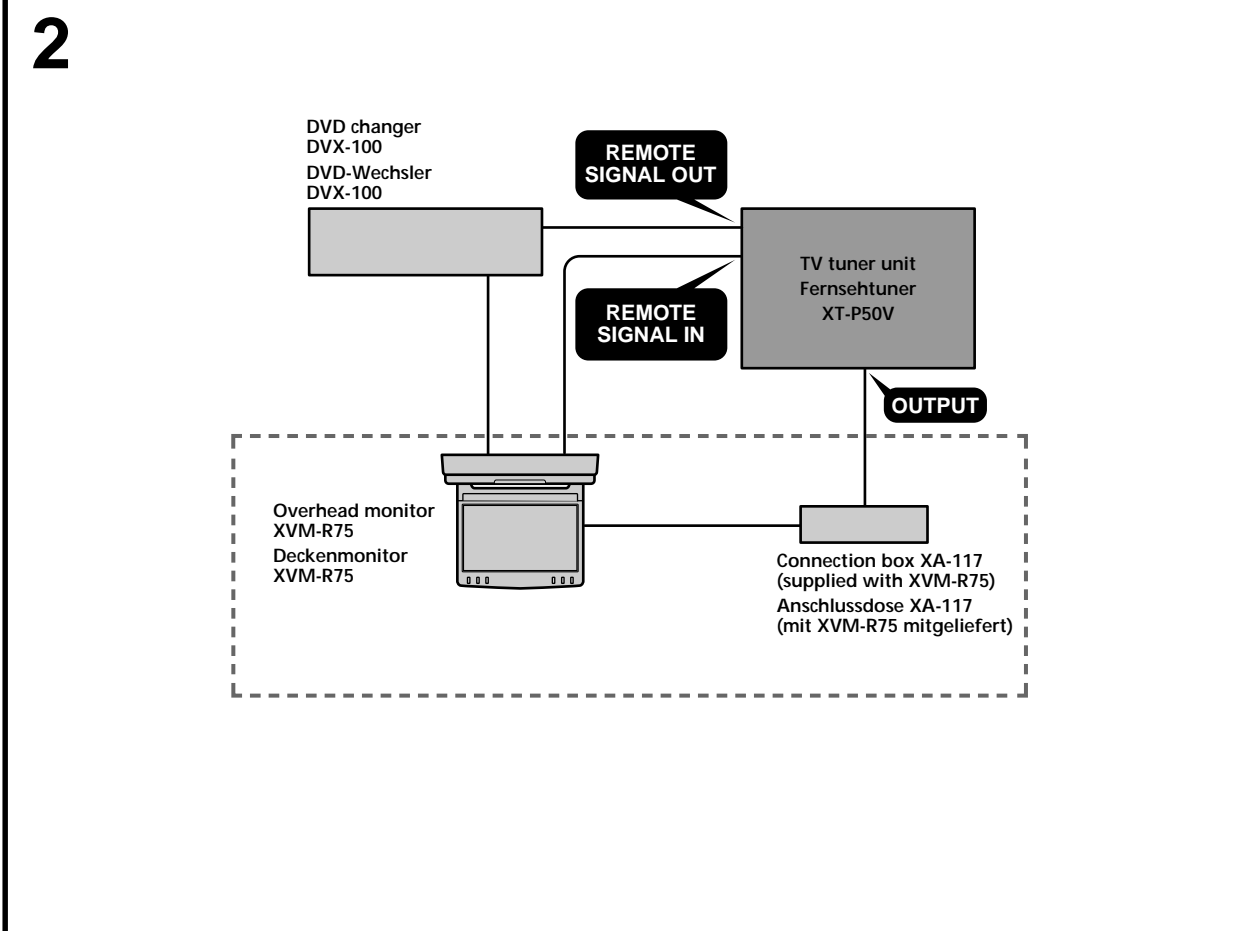 2
DVD changer
DVX-100
DVD-Wechsler
DVX-100
REMOTE
SIGNAL OUT
TV tuner unit
Fernsehtuner
XT-P50V
REMOTE
SIGNAL IN
OUTPUT
Overhead monitor
XVM-R75
Deckenmonitor
XVM-R75
Connection box XA-117
(supplied with XVM-R75)
Anschlussdose XA-117
(mit XVM-R75 mitgeliefert)